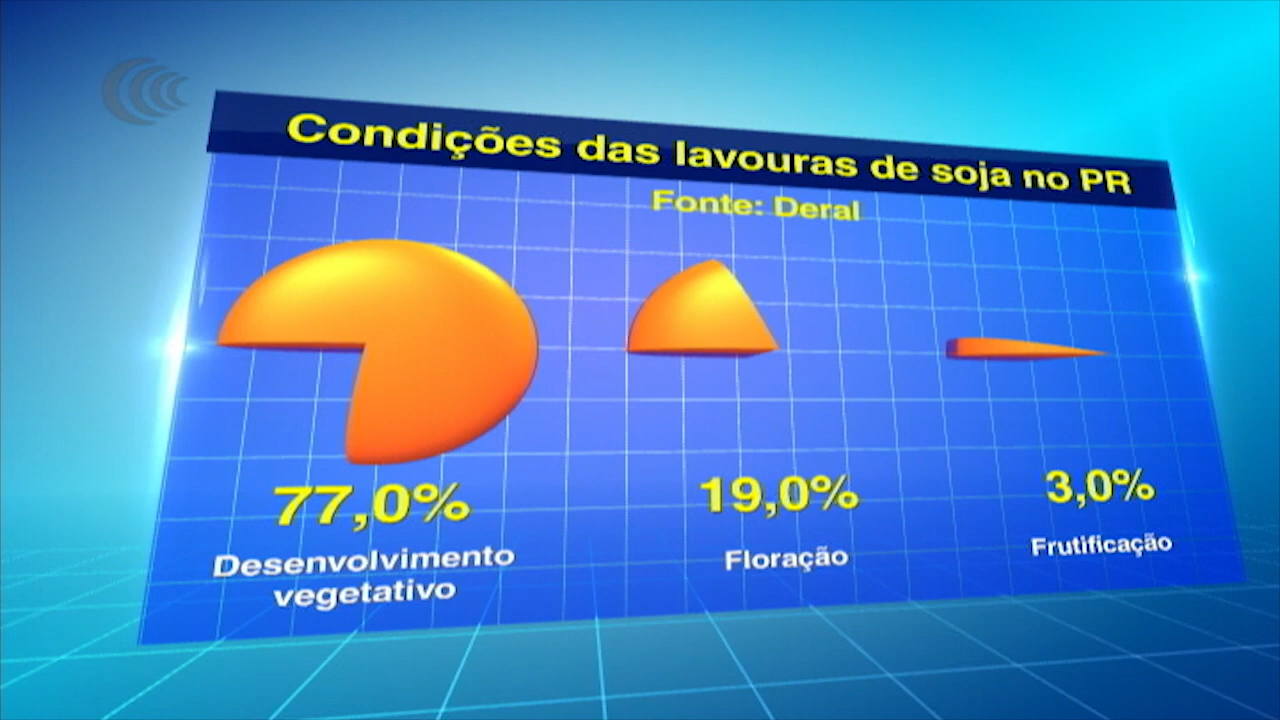 Condições das lavouras de soja no PR
Fonte: Deral
77,0%
Desenvolvimento
vegetativo
19,0%
Floração
3,0%
Frutificação